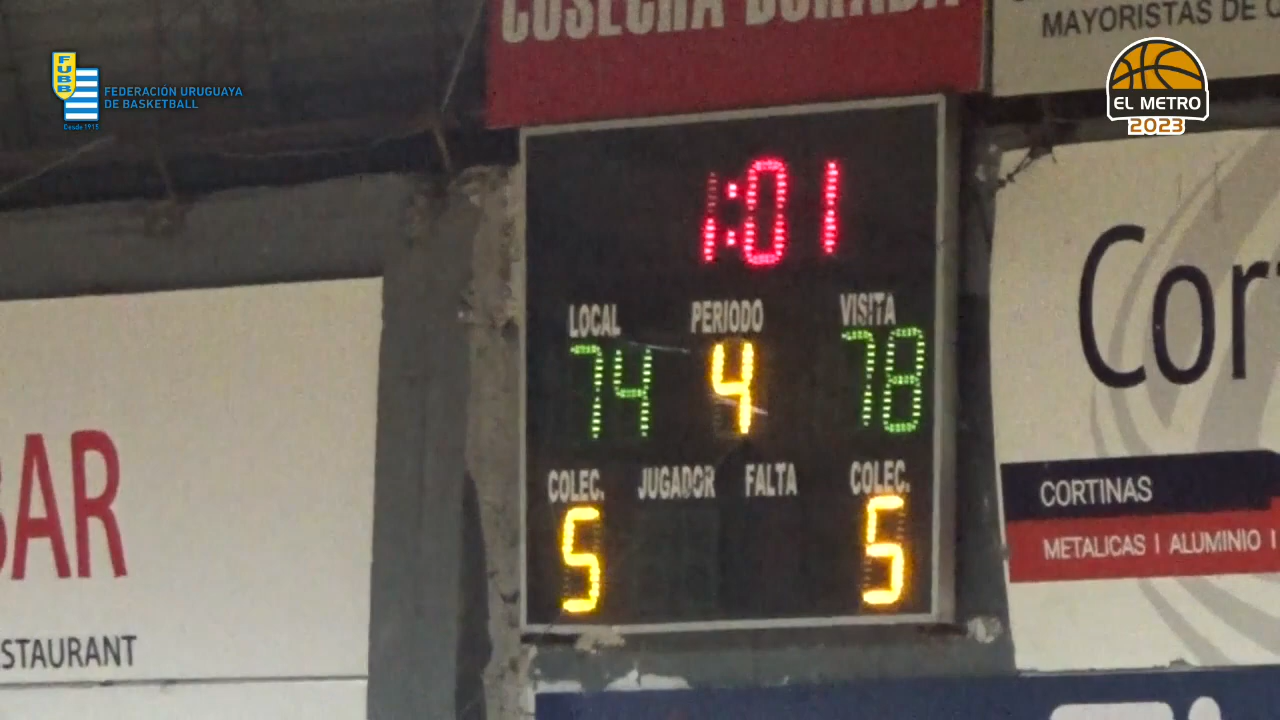 COSECHA DORADA
MAYORISTAS DE
FUBB
FEDERACIÓN URUGUAYA
DE BASKETBALL
Desde 1915
EL METRO
2023
1:01
LOCAL PERIODO VISITA
74 4 78
COLEC. JUGADOR FALTA COLEC.
5 5
BAR
STAURANT
Cort
CORTINAS
METALICAS | ALUMINIO |